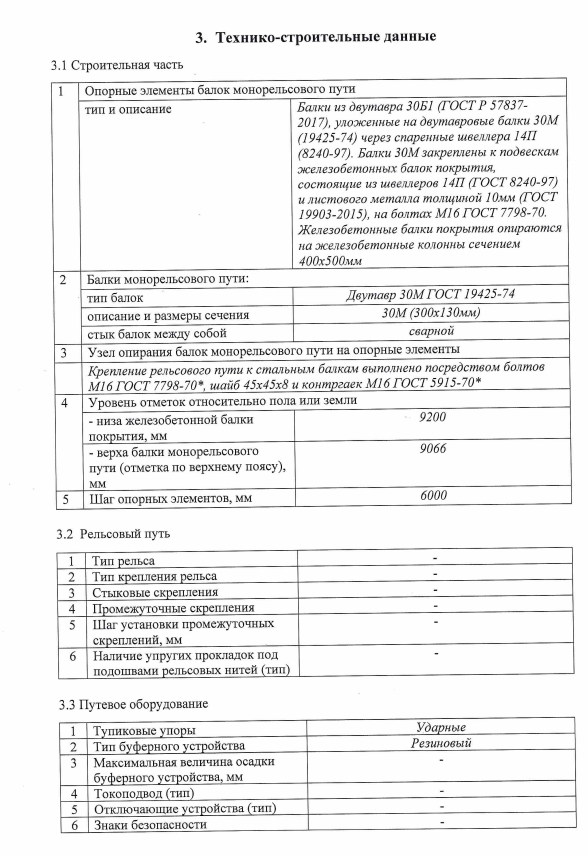 3. Технико-строительные данные
3.1 Строительная часть
1 Опорные элементы балок монорельсового пути
тип и описание
Балки из двутавра 30Б1 (ГОСТ Р 57837-
2017), уложенные на двутавровые балки 30М
(19425-74) через спаренные швеллера 14П
(8240-97). Балки 30М закреплены к подвескам
железобетонных балок покрытия,
состоящие из швеллеров 14П (ГОСТ 8240-97)
и листового металла толщиной 10мм (ГОСТ
19903-2015), на болтах М16 ГОСТ 7798-70.
Железобетонные балки покрытия опираются
на железобетонные колонны сечением
400х500мм
2 Балки монорельсового пути:
тип балок Двутавр 30М ГОСТ 19425-74
описание и размеры сечения 30М (300х130мм)
стык балок между собой сварной
3 Узел опирания балок монорельсового пути на опорные элементы
Крепление рельсового пути к стальным балкам выполнено посредством болтов
М16 ГОСТ 7798-70*, шайб 45х45х8 и контргаек М16 ГОСТ 5915-70*
4 Уровень отметок относительно пола или земли
- низа железобетонной балки 9200
покрытия, мм
- верха балки монорельсового 9066
пути (отметка по верхнему поясу),
мм
5 Шаг опорных элементов, мм 6000
3.2 Рельсовый путь
1 Тип рельса -
2 Тип крепления рельса -
3 Стыковые скрепления -
4 Промежуточные скрепления -
5 Шаг установки промежуточных -
скреплений, мм
6 Наличие упругих прокладок под -
подошвами рельсовых нитей (тип)
3.3 Путевое оборудование
1 Тупиковые упоры Ударные
2 Тип буферного устройства Резиновый
3 Максимальная величина осадки -
буферного устройства, мм
4 Токоподвод (тип) -
5 Отключающие устройства (тип) -
6 Знаки безопасности -